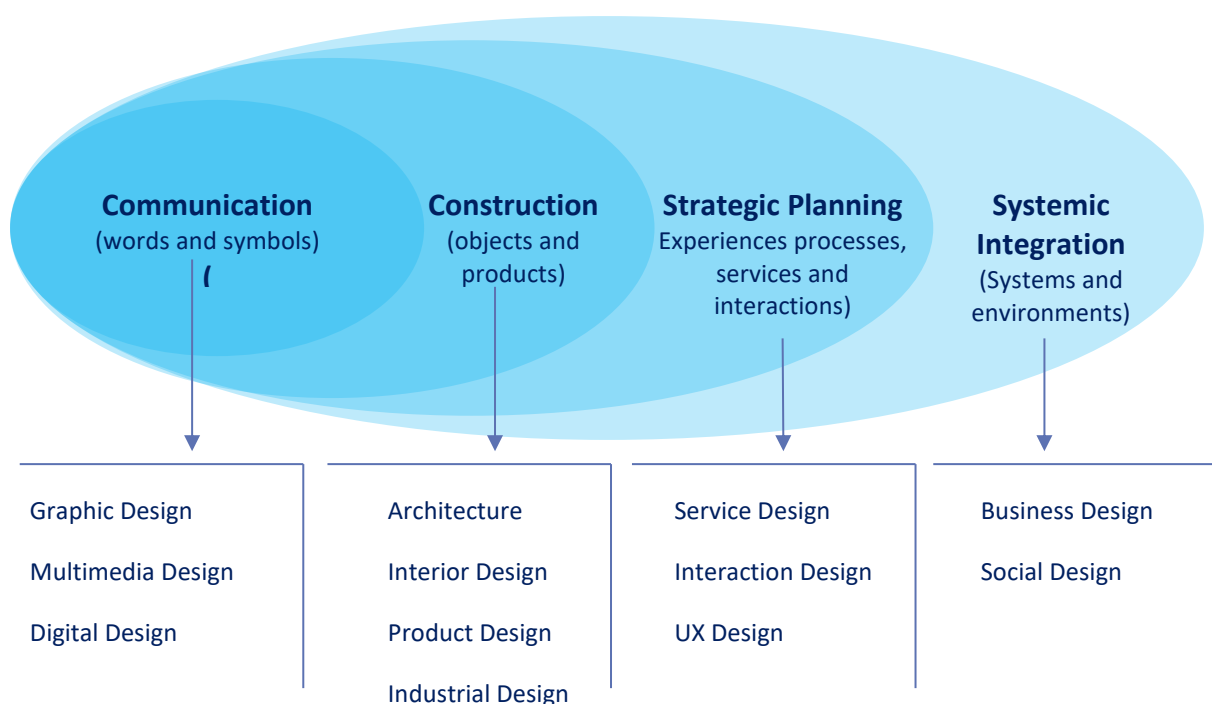 Communication
(words and symbols)
(
Construction
(objects and
products)
Strategic Planning
Experiences processes,
services and
interactions)
Systemic
Integration
(Systems and
environments)
Graphic Design
Multimedia Design
Digital Design
Architecture
Interior Design
Product Design
Industrial Design
Service Design
Interaction Design
UX Design
Business Design
Social Design